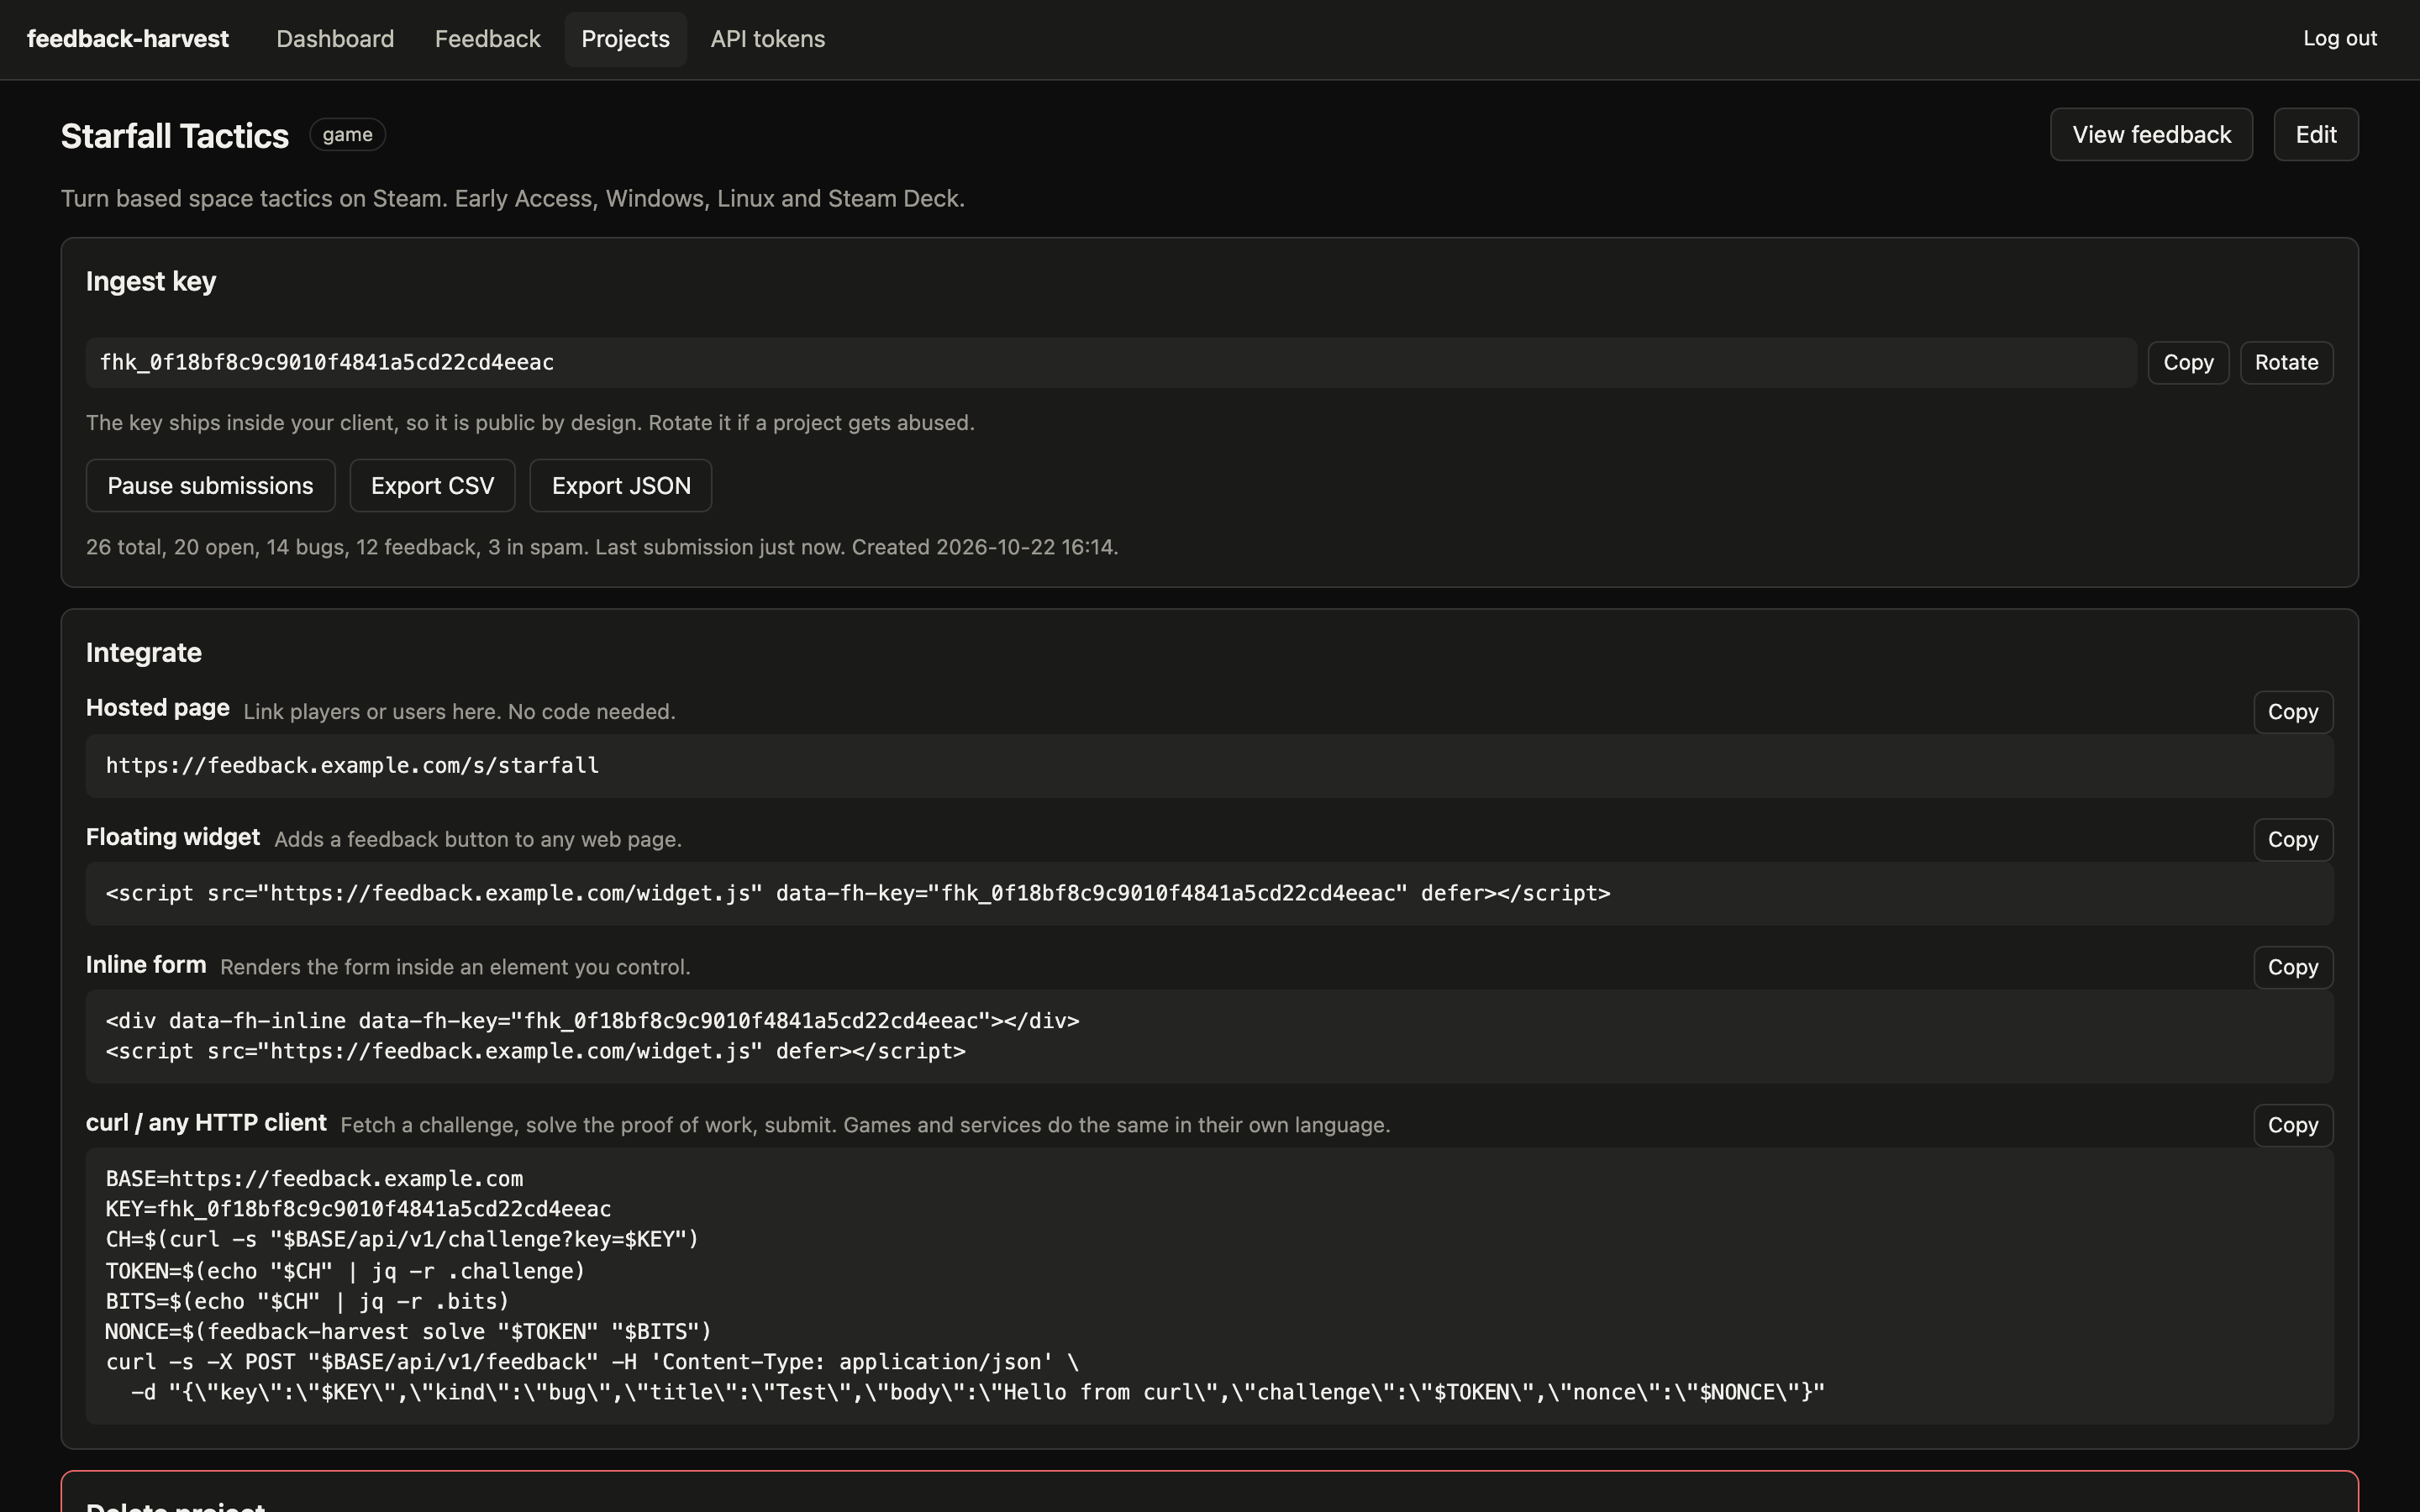 feedback-harvest Dashboard Feedback Projects API tokens Log out
Starfall Tactics game View feedback Edit
Turn based space tactics on Steam. Early Access, Windows, Linux and Steam Deck.
Ingest key
fhk_0f18bf8c9c9010f4841a5cd22cd4eeac Copy Rotate
The key ships inside your client, so it is public by design. Rotate it if a project gets abused.
Pause submissions Export CSV Export JSON
26 total, 20 open, 14 bugs, 12 feedback, 3 in spam. Last submission just now. Created 2026-10-22 16:14.
Integrate
Hosted page Link players or users here. No code needed. Copy
https://feedback.example.com/s/starfall
Floating widget Adds a feedback button to any web page. Copy
<script src="https://feedback.example.com/widget.js" data-fh-key="fhk_0f18bf8c9c9010f4841a5cd22cd4eeac" defer></script>
Inline form Renders the form inside an element you control. Copy
<div data-fh-inline data-fh-key="fhk_0f18bf8c9c9010f4841a5cd22cd4eeac"></div>
<script src="https://feedback.example.com/widget.js" defer></script>
curl / any HTTP client Fetch a challenge, solve the proof of work, submit. Games and services do the same in their own language. Copy
BASE=https://feedback.example.com
KEY=fhk_0f18bf8c9c9010f4841a5cd22cd4eeac
CH=$(curl -s "$BASE/api/v1/challenge?key=$KEY")
TOKEN=$(echo "$CH" | jq -r .challenge)
BITS=$(echo "$CH" | jq -r .bits)
NONCE=$(feedback-harvest solve "$TOKEN" "$BITS")
curl -s -X POST "$BASE/api/v1/feedback" -H 'Content-Type: application/json' \
-d "{\"key\":\"$KEY\",\"kind\":\"bug\",\"title\":\"Test\",\"body\":\"Hello from curl\",\"challenge\":\"$TOKEN\",\"nonce\":\"$NONCE\"}"
Delete project